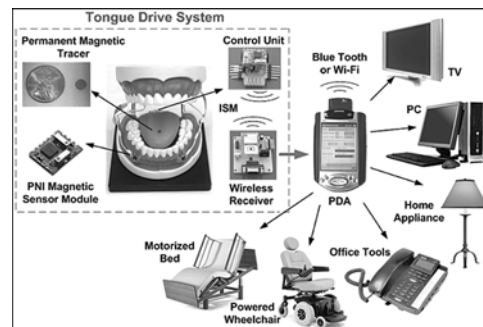 Tongue Drive System
Permanent Magnetic
Tracer
Control Unit
Blue Tooth
or Wi-Fi
TV
ISM
PC
PNI Magnetic
Sensor Module
Wireless
Receiver
PDA
Home
Appliance
Motorized
Bed
Office Tools
Powered
Wheelchair